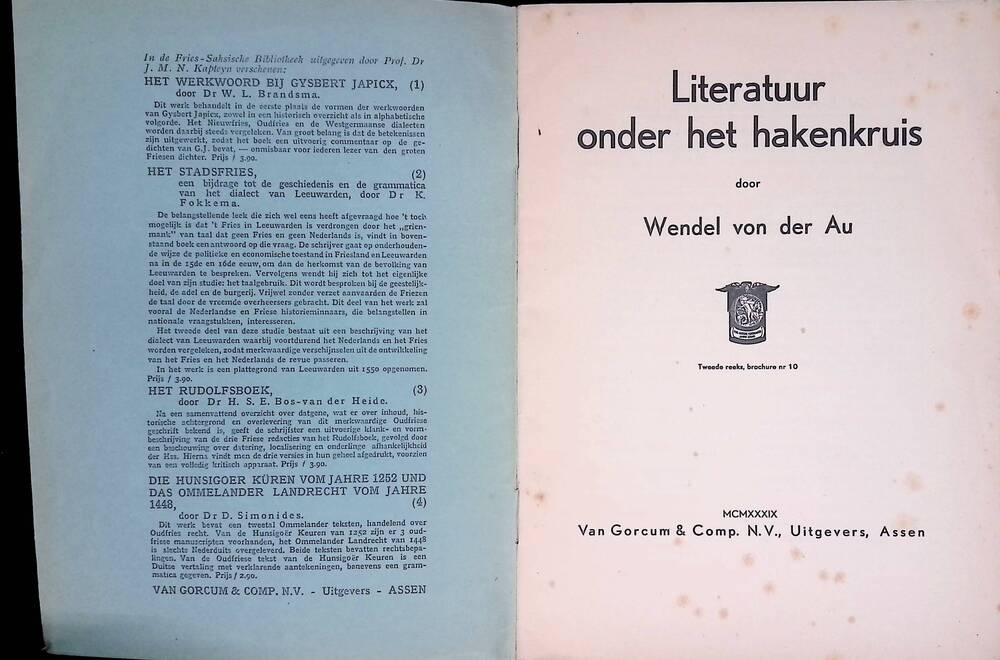 In de Fries-Saksische Bibliotheek uitgegeven door Prof. Dr
J. M. N. Kapteyn verschenen:
HET WERKWOORD BIJ GYSBERT JAPICX, (1)
door Dr W. L. Brandsma.
Dit werk behandelt in de eerste plaats de vormen der werkwoorden
van Gysbert Japicx, zowel in een historisch overzicht als in alphabetische
volgorde. Het Nieuwfries, Oudfries en de Westgermaanse dialecten
worden daarbij steeds vergeleken. Van groot belang is dat de betekenissen
zijn uitgewerkt, zodat het boek een uitvoerig commentaar op de ge-
dichten van G.J. bevat, — onmisbaar voor iederen lezer van den groten
Friesen dichter. Prijs f 3.90.
HET STADSFRIES, (2)
een bijdrage tot de geschiedenis en de grammatica
van het dialect van Leeuwarden, door Dr K.
Fokkema.
De belangstellende leek die zich wel eens heeft afgevraagd hoe 't toch
mogelijk is dat 't Fries in Leeuwarden is verdrongen door het „grien-
mank” van taal dat geen Fries en geen Nederlands is, vindt in boven-
staand boek een antwoord op die vraag. De schrijver gaat op onderhouden-
de wijze de politieke en economische toestand in Friesland en Leeuwarden
na in de 15de en 16de eeuw, om dan de herkomst van de bevolking van
Leeuwarden te bespreken. Vervolgens wendt hij zich tot het eigenlijke
doel van zijn studie: het taalgebruik. Dit wordt besproken bij de geestelijk-
heid, de adel en de burgerij. Vrijwel zonder verzet aanvaarden de Friezen
de taal door de vreemde overheersers gebracht. Dit deel van het werk zal
vooral de Nederlandse en Friese historieminnaars, die belangstellen in
nationale vraagstukken, interesseren.
Het tweede deel van deze studie bestaat uit een beschrijving van het
dialect van Leeuwarden waarbij voortdurend het Nederlands en het Fries
worden vergeleken, zodat merkwaardige verschijnselen uit de ontwikkeling
van het Fries en het Nederlands de revue passeren.
In het werk is een plattegrond van Leeuwarden uit 1550 opgenomen.
Prijs f 3.90.
HET RUDOLFSBOEK, (3)
door Dr H. S. E. Bos-van der Heide.
Na een samenvattend overzicht over datgene, wat er over inhoud, his-
torische achtergrond en overlevering van dit merkwaardige Oudfriese
geschrift bekend is, geeft de schrijfster een uitvoerige klank- en vorm-
beschrijving van de drie Friese redacties van het Rudolfsboek, gevolgd door
een beschouwing over datering, localisering en onderlinge afhankelijkheid
der Hss. Hierna vindt men de drie versies in hun geheel afgedrukt, voorzien
van een volledig kritisch apparaat. Prijs f 3.90.
DIE HUNSIGOER KÜREN VOM JAHRE 1252 UND
DAS OMMELANDER LANDRECHT VOM JAHRE
1448, (4)
door Dr D. Simonides.
Dit werk bevat een tweetal Ommelander teksten, handelend over
Oudfries recht. Van de Hunsigoër Keuren van 1252 zijn er 3 oud-
friese manuscripten voorhanden, het Ommelander Landrecht van 1448
is slechts Nederduits overgeleverd. Beide teksten bevatten rechtsbepa-
lingen. Van de Oudfriese tekst van de Hunsigoër Keuren is een
Duitse vertaling met verklarende aantekeningen, benevens een gram-
matica gegeven. Prijs f 2.90.
VAN GORCUM & COMP. N.V. - Uitgevers - ASSEN
Literatuur
onder het hakenkruis
door
Wendel von der Au
Tweede reeks, brochure nr 10
MCMXXXIX
Van Gorcum & Comp. N.V., Uitgevers, Assen